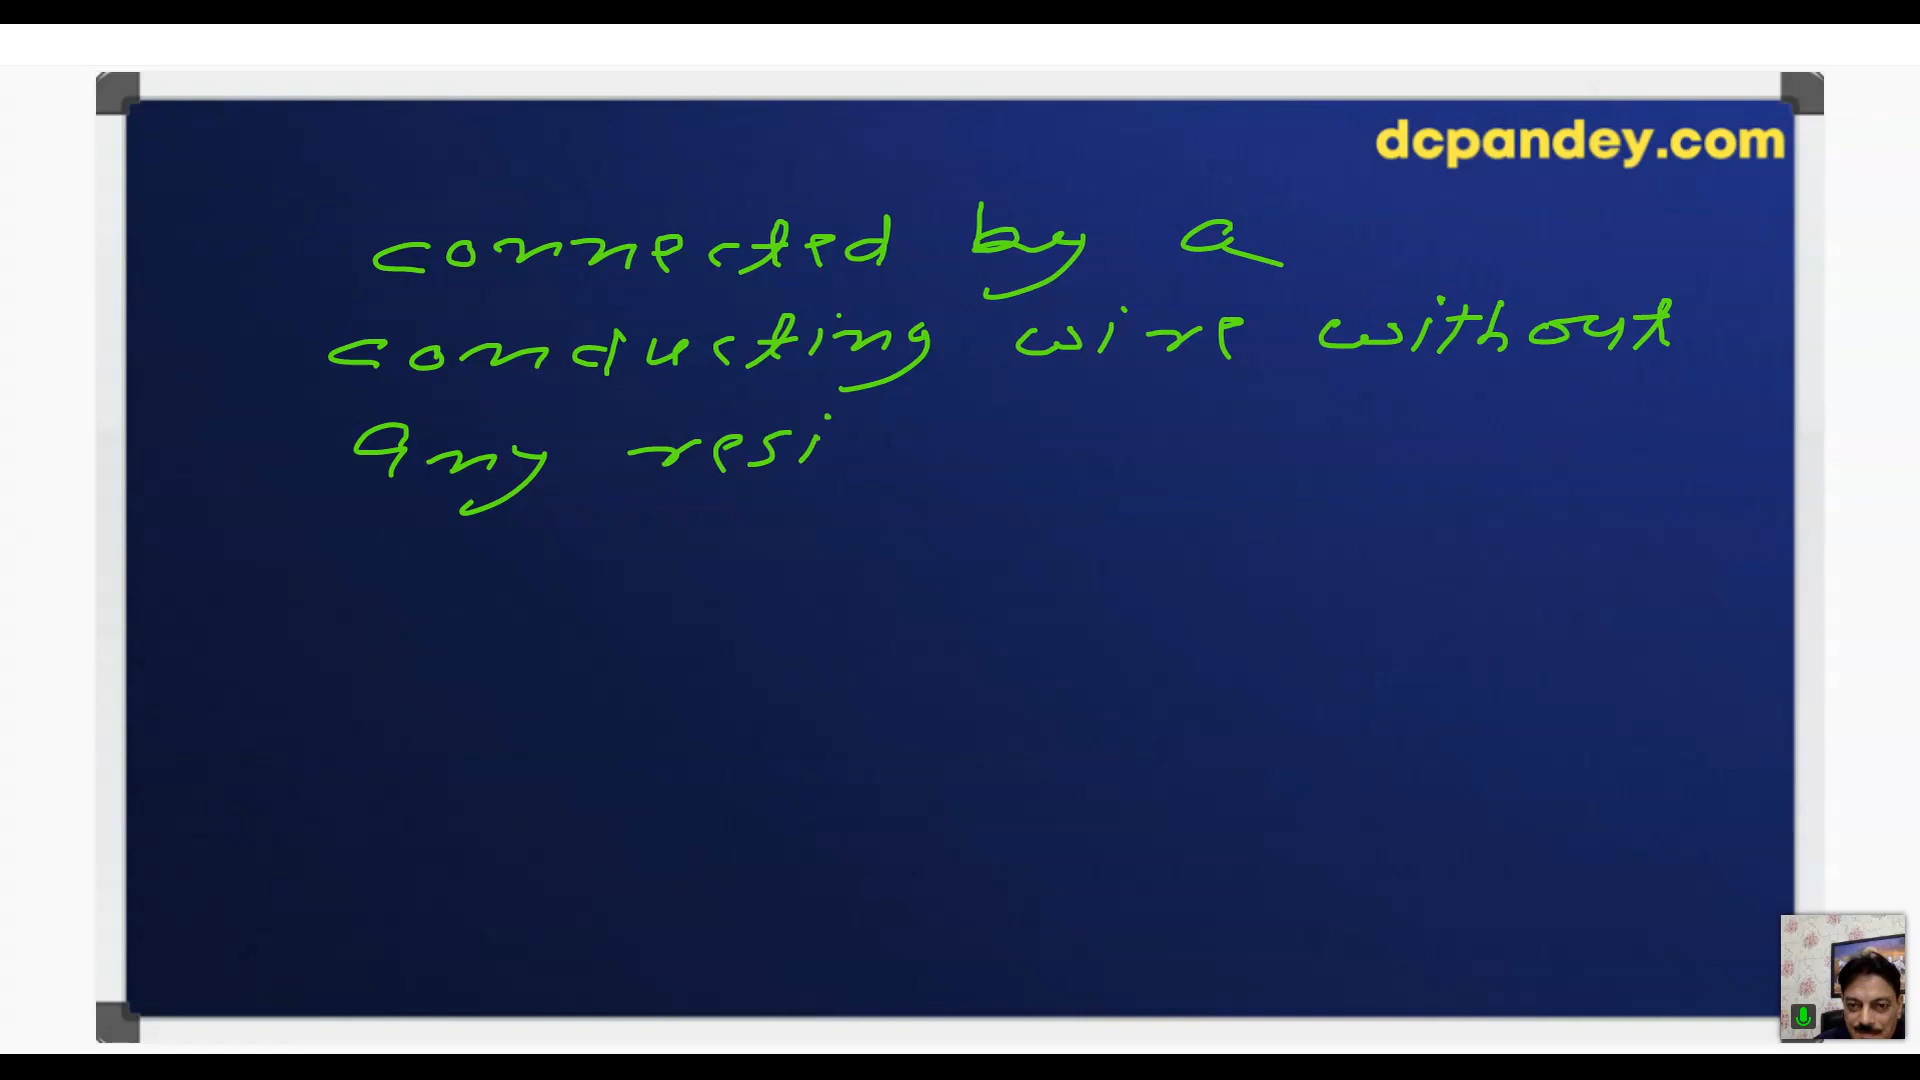 dcpandey.com
connected by a
conducting wire without
any resi